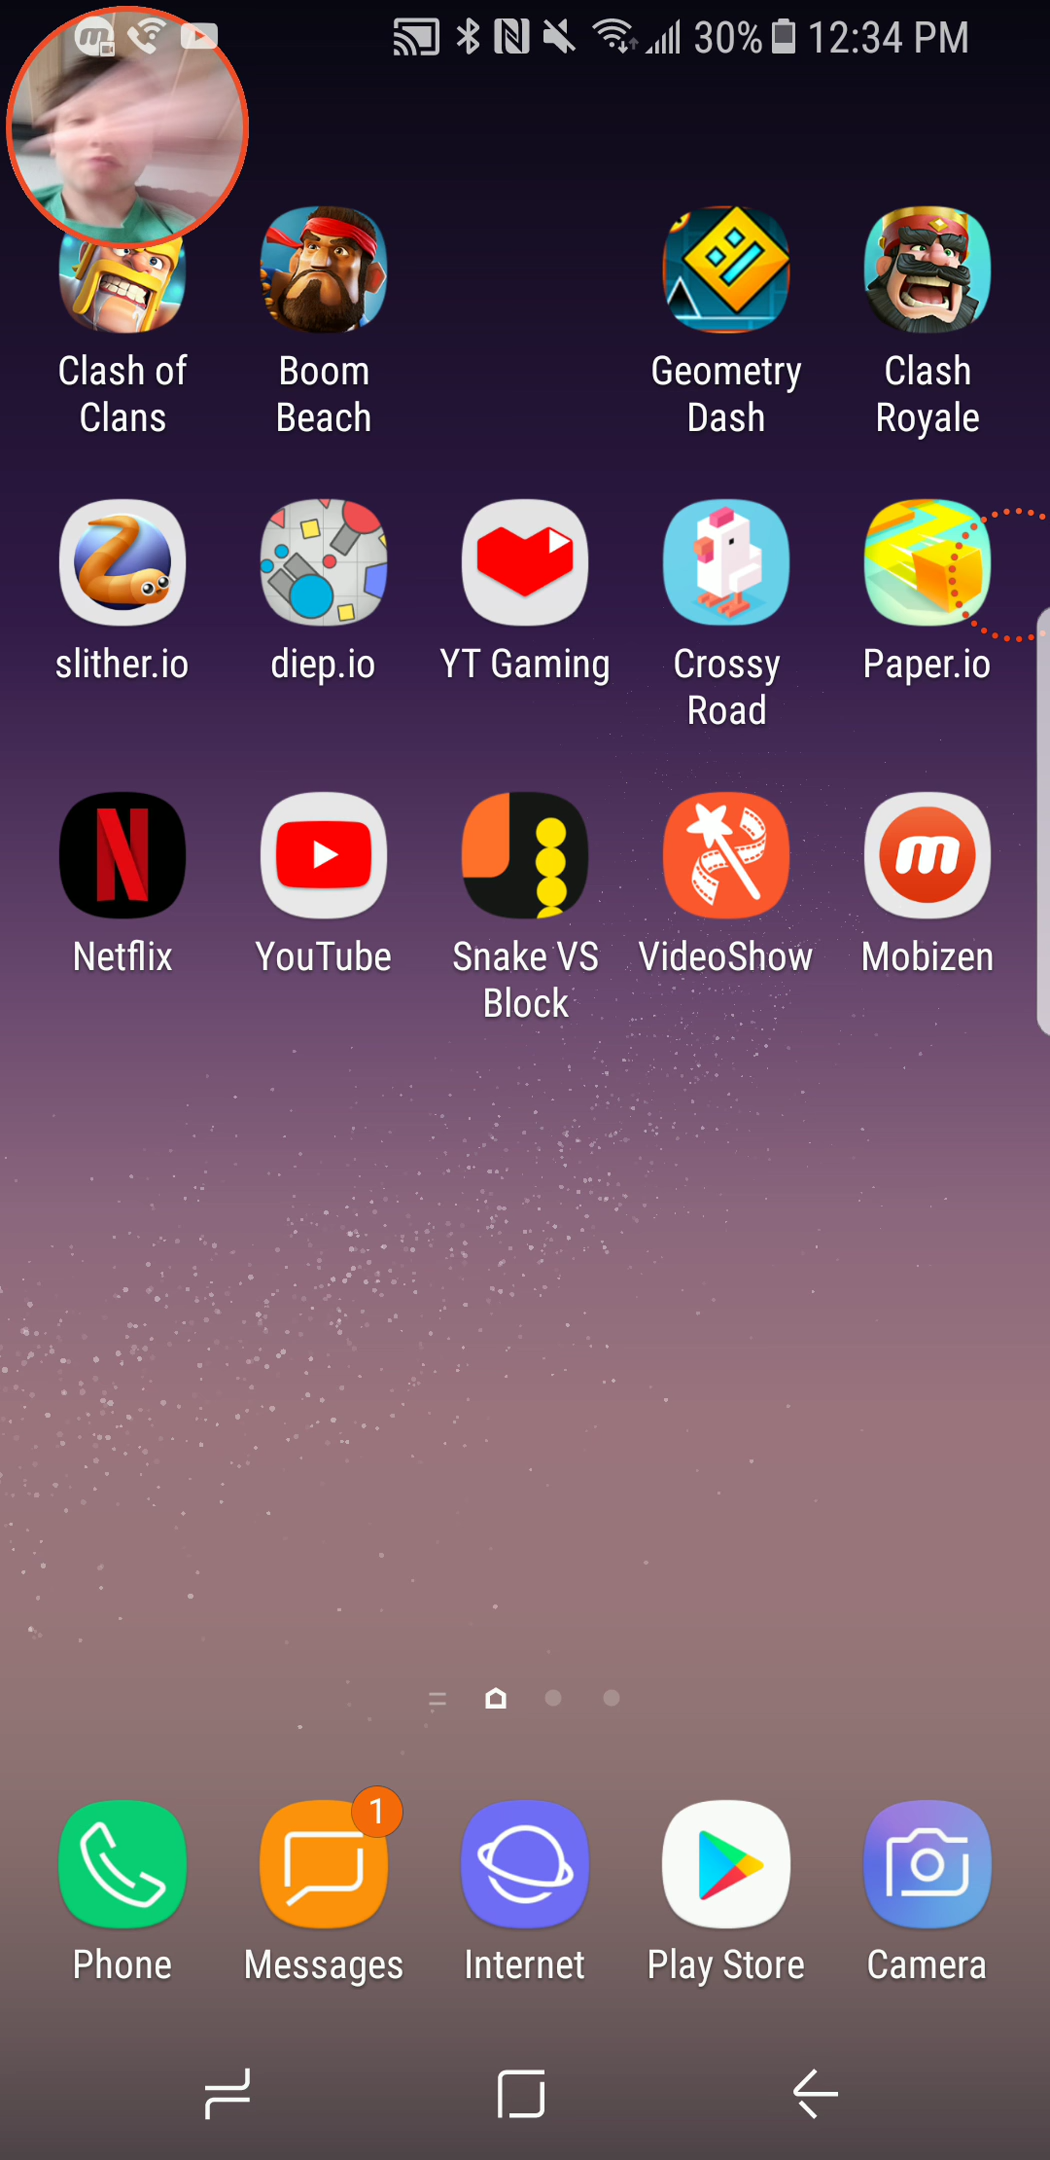 30% 12:34 PM
Clash of
Clans
Boom
Beach
Geometry
Dash
Clash
Royale
slither.io
diep.io
YT Gaming
Crossy
Road
Paper.io
Netflix
YouTube
Snake VS
Block
VideoShow
Mobizen
1
Phone
Messages
Internet
Play Store
Camera